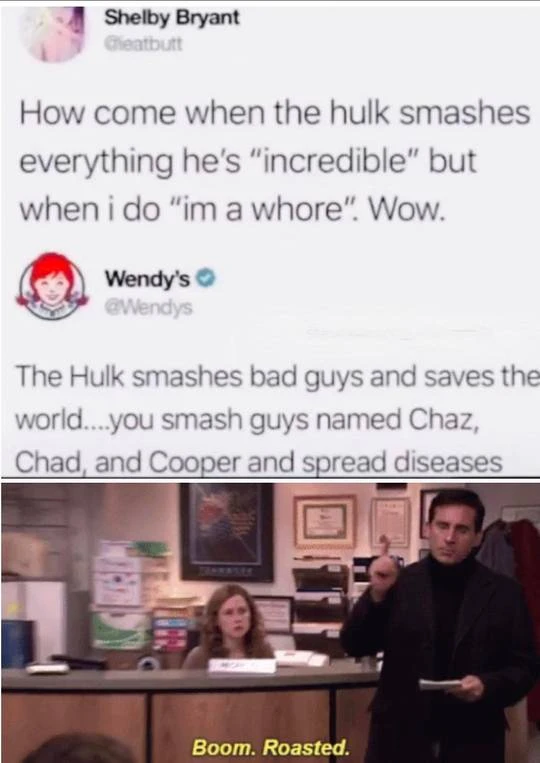 Shelby Bryant
@ieatbutt
How come when the hulk smashes
everything he's "incredible" but
when i do "im a whore". Wow.
Wendy's
@Wendys
The Hulk smashes bad guys and saves the
world....you smash guys named Chaz,
Chad, and Cooper and spread diseases
Boom. Roasted.